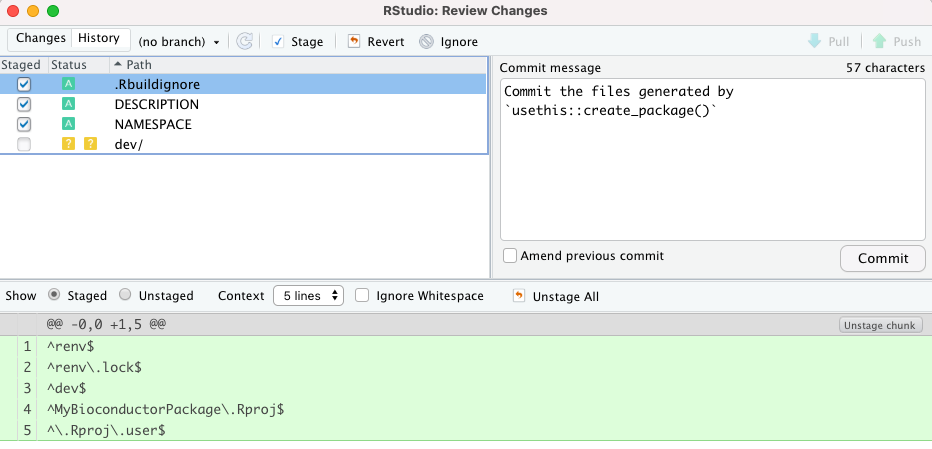 RStudio: Review Changes
Changes History (no branch) Stage Revert Ignore Pull Push
Staged Status Path
A .Rbuildignore
A DESCRIPTION
A NAMESPACE
? ? dev/
Commit message 57 characters
Commit the files generated by
`usethis::create_package()`
Amend previous commit Commit
Show Staged Unstaged Context 5 lines Ignore Whitespace Unstage All
@@ -0,0 +1,5 @@ Unstage chunk
1 ^renv$
2 ^renv\.lock$
3 ^dev$
4 ^MyBioconductorPackage\.Rproj$
5 ^\.Rproj\.user$